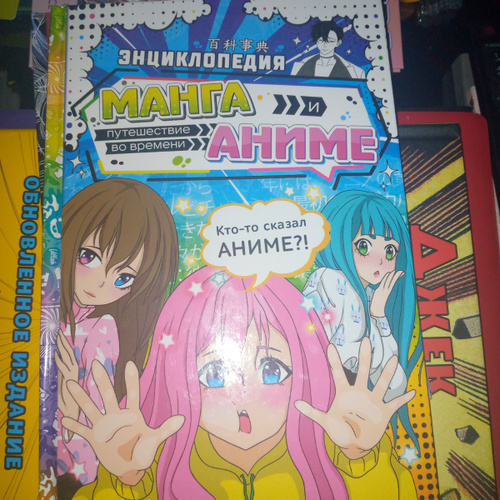 百科事典
ЭНЦИКЛОПЕДИЯ
МАНГА
и
путешествие
во времени
АНИМЕ
Кто-то сказал
АНИМЕ?!
ОБНОВЛЕННОЕ ИЗДАНИЕ
ДЖЕК